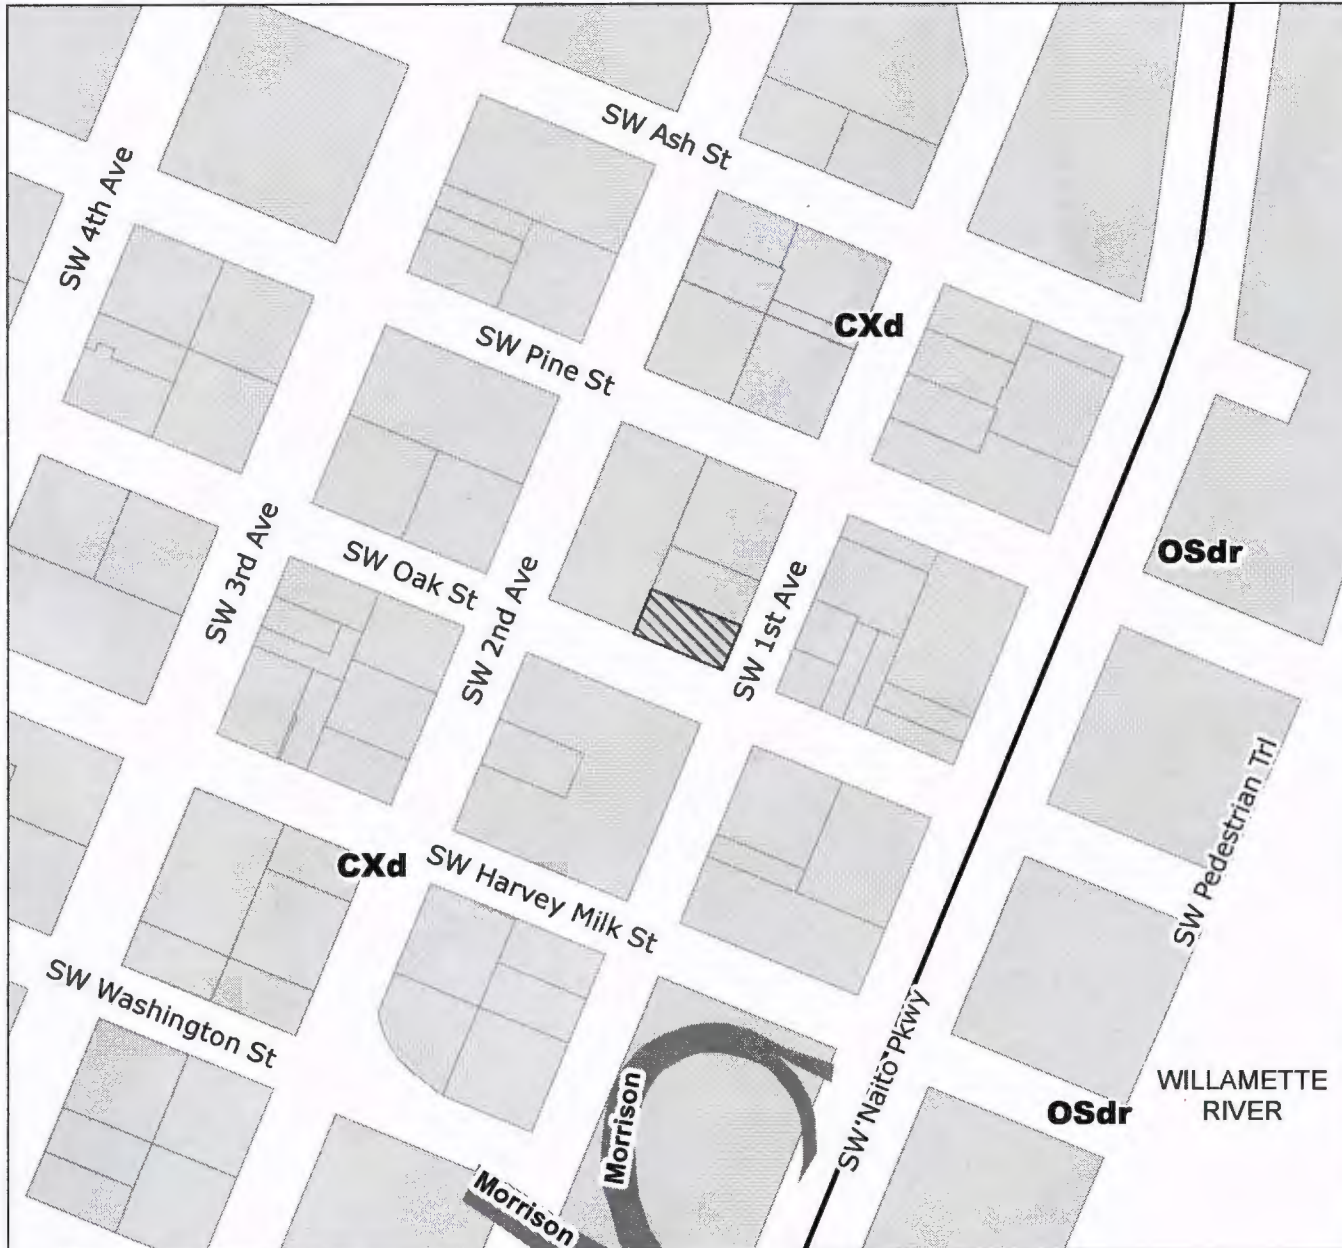 SW Ash St
SW 4th Ave
CXd
SW Pine St
OSdr
SW 3rd Ave
SW Oak St
SW 2nd Ave
SW 1st Ave
SW Pedestrian Trl
CXd
SW Harvey Milk St
SW Washington St
SW Naito Pkwy
WILLAMETTE
RIVER
OSdr
Morrison
Morrison